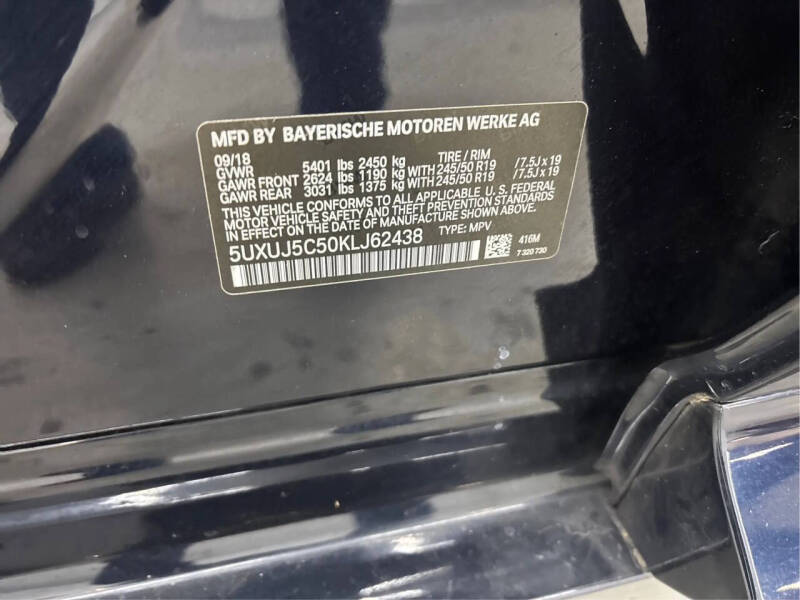 MFD BY BAYERISCHE MOTOREN WERKE AG
09/18 TIRE / RIM
GVWR 5401 lbs 2450 kg
GAWR FRONT 2624 lbs 1190 kg WITH 245/50 R19 /7.5J x 19
GAWR REAR 3031 lbs 1375 kg WITH 245/50 R19 /7.5J x 19
THIS VEHICLE CONFORMS TO ALL APPLICABLE U. S. FEDERAL
MOTOR VEHICLE SAFETY AND THEFT PREVENTION STANDARDS
IN EFFECT ON THE DATE OF MANUFACTURE SHOWN ABOVE.
5UXUJ5C50KLJ62438 TYPE: MPV
416M
7 320 730